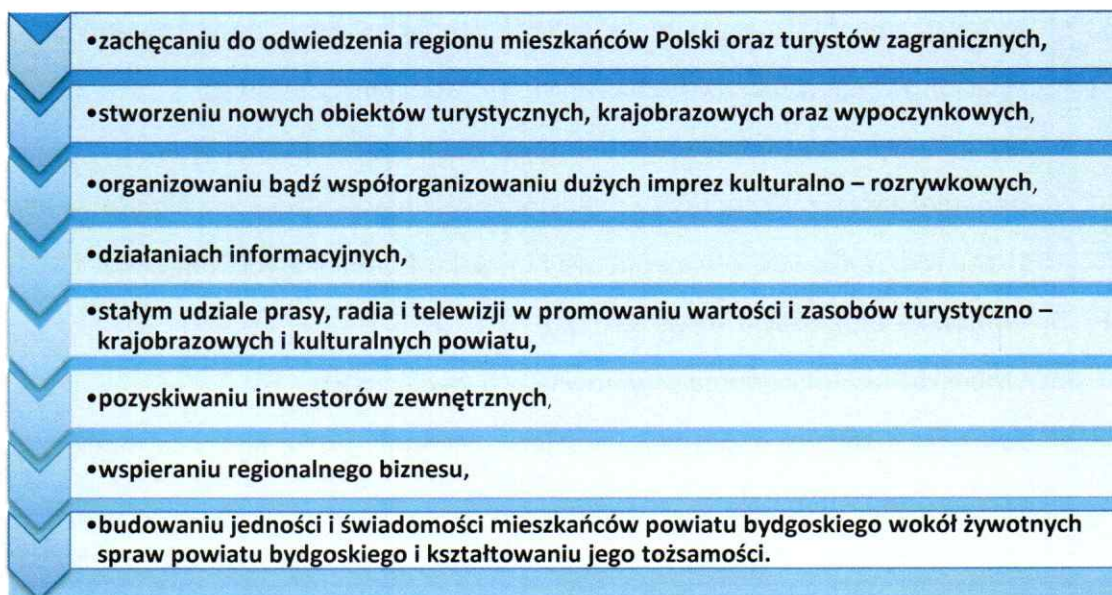 •zachęcaniu do odwiedzenia regionu mieszkańców Polski oraz turystów zagranicznych,
•stworzeniu nowych obiektów turystycznych, krajobrazowych oraz wypoczynkowych,
•organizowaniu bądź współorganizowaniu dużych imprez kulturalno – rozrywkowych,
•działaniach informacyjnych,
•stałym udziale prasy, radia i telewizji w promowaniu wartości i zasobów turystyczno –
krajobrazowych i kulturalnych powiatu,
•pozyskiwaniu inwestorów zewnętrznych,
•wspieraniu regionalnego biznesu,
•budowaniu jedności i świadomości mieszkańców powiatu bydgoskiego wokół żywotnych
spraw powiatu bydgoskiego i kształtowaniu jego tożsamości.